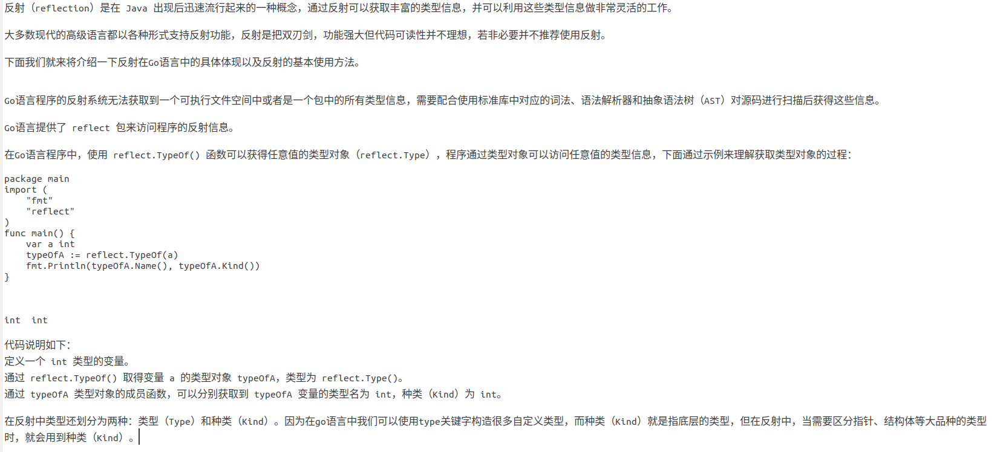 反射（reflection）是在 Java 出现后迅速流行起来的一种概念，通过反射可以获取丰富的类型信息，并可以利用这些类型信息做非常灵活的工作。
大多数现代的高级语言都以各种形式支持反射功能，反射是把双刃剑，功能强大但代码可读性并不理想，若非必要并不推荐使用反射。
下面我们就来将介绍一下反射在Go语言中的具体体现以及反射的基本使用方法。
Go语言程序的反射系统无法获取到一个可执行文件空间中或者是一个包中的所有类型信息，需要配合使用标准库中对应的词法、语法解析器和抽象语法树（AST）对源码进行扫描后获得这些信息。
Go语言提供了 reflect 包来访问程序的反射信息。
在Go语言程序中，使用 reflect.TypeOf() 函数可以获得任意值的类型对象（reflect.Type），程序通过类型对象可以访问任意值的类型信息，下面通过示例来理解获取类型对象的过程：
package main
import (
    "fmt"
    "reflect"
)
func main() {
    var a int
    typeOfA := reflect.TypeOf(a)
    fmt.Println(typeOfA.Name(), typeOfA.Kind())
}
int  int
代码说明如下：
定义一个 int 类型的变量。
通过 reflect.TypeOf() 取得变量 a 的类型对象 typeOfA，类型为 reflect.Type()。
通过 typeOfA 类型对象的成员函数，可以分别获取到 typeOfA 变量的类型名为 int，种类（Kind）为 int。
在反射中类型还划分为两种：类型（Type）和种类（Kind）。因为在go语言中我们可以使用type关键字构造很多自定义类型，而种类（Kind）就是指底层的类型，但在反射中，当需要区分指针、结构体等大品种的类型
时，就会用到种类（Kind）。